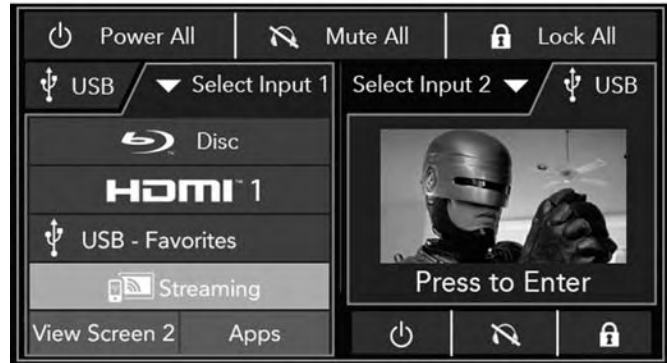 Power All
Mute All
Lock All
USB
Select Input 1
Select Input 2
USB
Disc
HDMI™ 1
USB - Favorites
Streaming
View Screen 2
Apps
Press to Enter